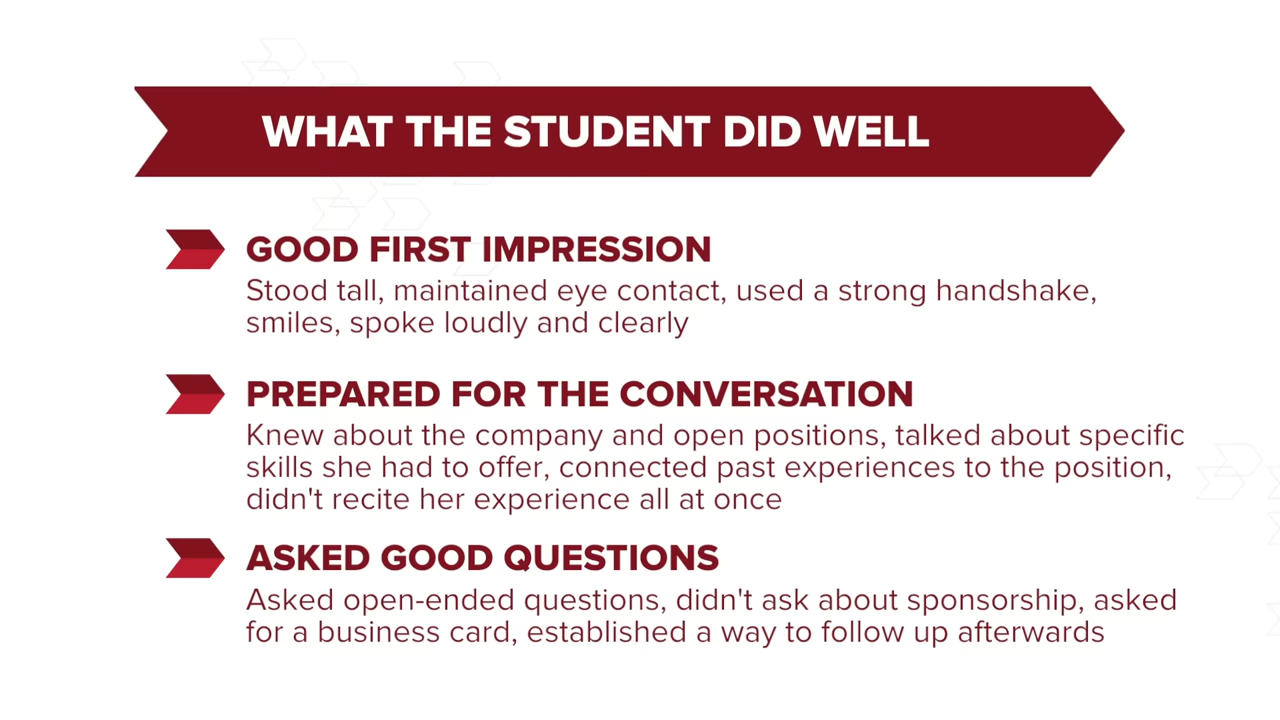 WHAT THE STUDENT DID WELL
GOOD FIRST IMPRESSION
Stood tall, maintained eye contact, used a strong handshake,
smiles, spoke loudly and clearly
PREPARED FOR THE CONVERSATION
Knew about the company and open positions, talked about specific
skills she had to offer, connected past experiences to the position,
didn't recite her experience all at once
ASKED GOOD QUESTIONS
Asked open-ended questions, didn't ask about sponsorship, asked
for a business card, established a way to follow up afterwards